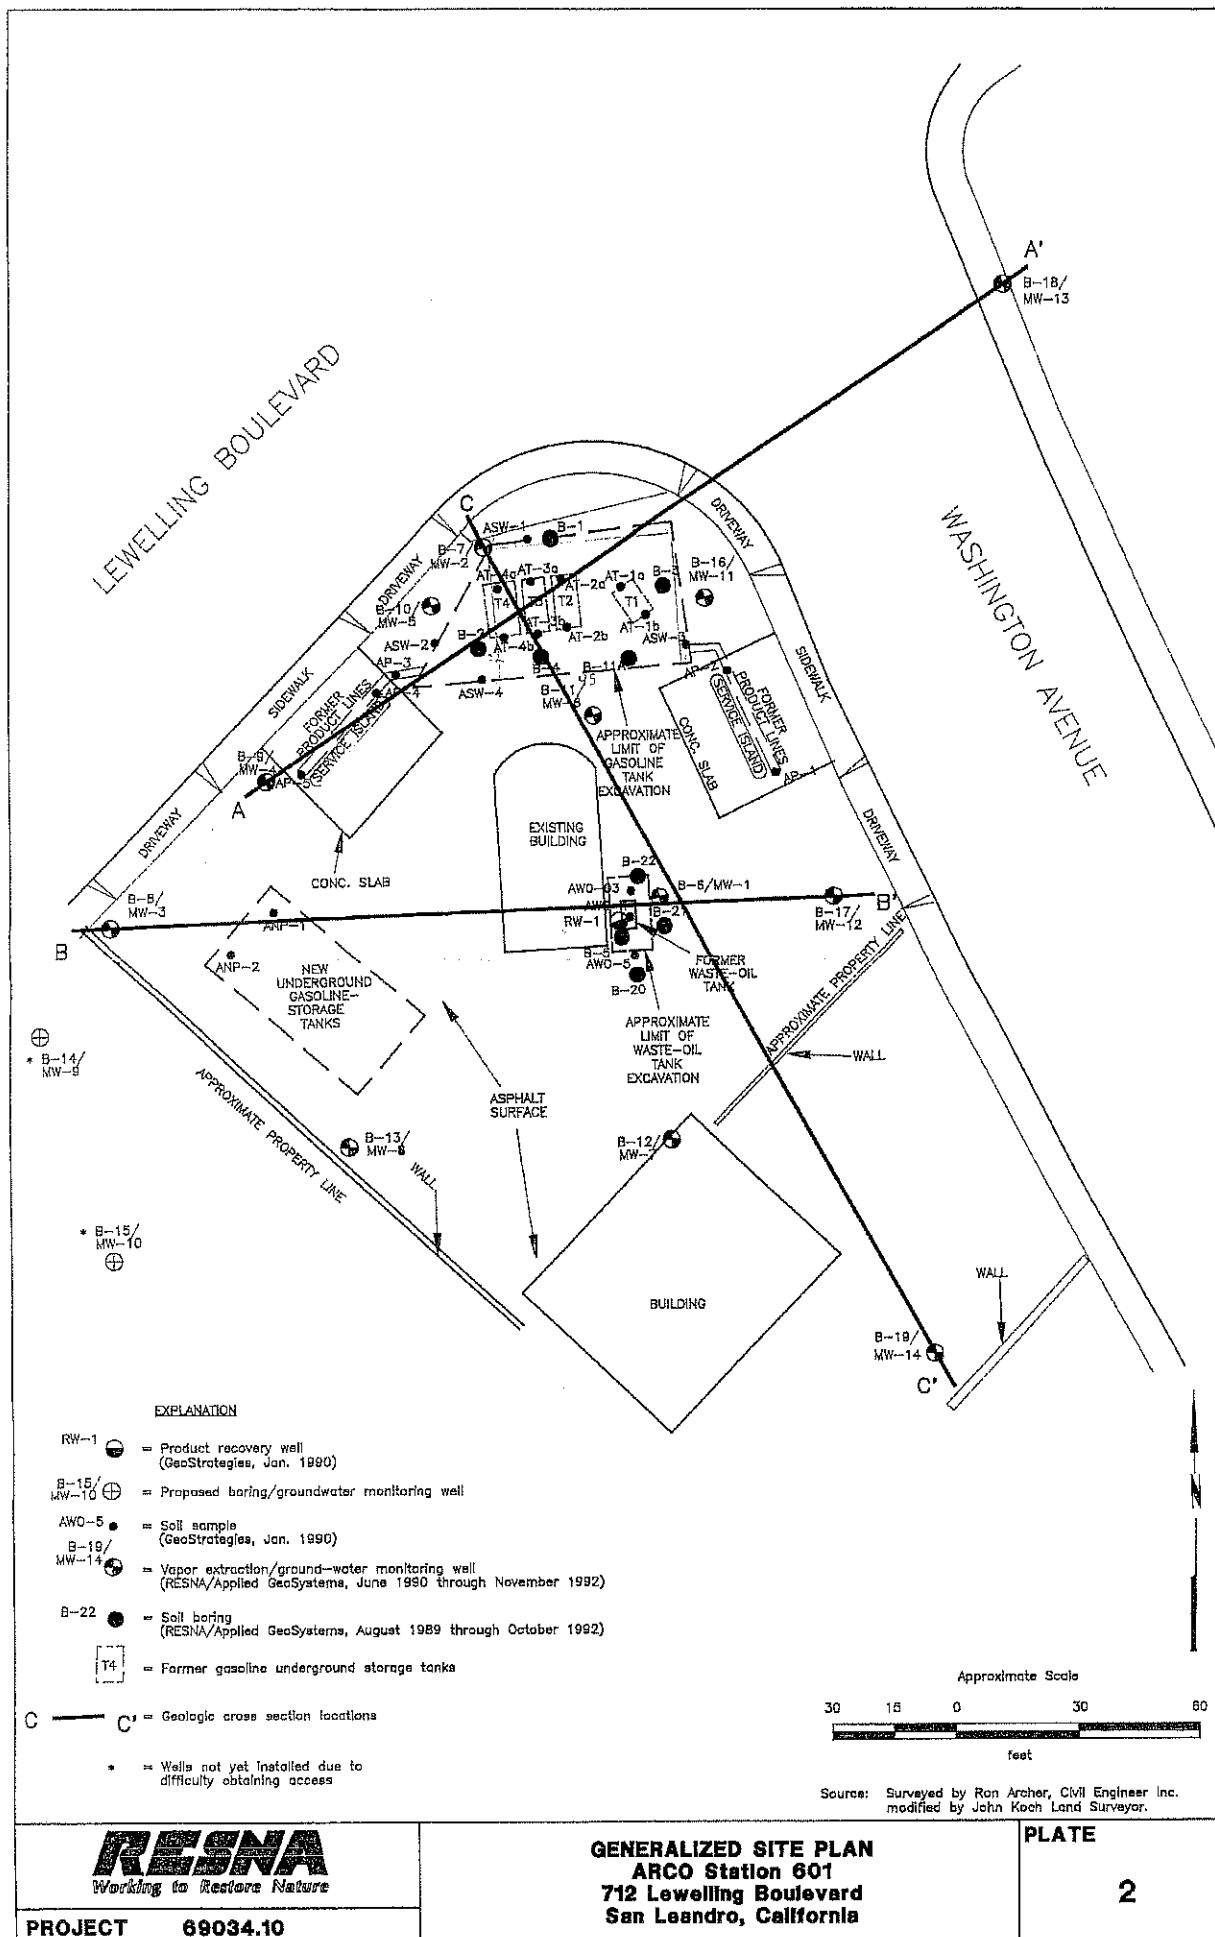 A'
B-18/
MW-13
LEWELLING BOULEVARD
WASHINGTON AVENUE
C
ASW-1
B-1
DRIVEWAY
B-7/
MW-2
AT-4a
AT-3a
AT-2a
AT-1a
B-3
B-16/
MW-11
DRIVEWAY
T4
T3
T2
T1
B-10/
MW-5
B-2
AT-3b
AT-2b
AT-1b
ASW-2
AT-4b
ASW-3
AP-3
B-4
B-11A
AP-2
SIDEWALK
SIDEWALK
AP-4
ASW-4
B-11
MW-6
FORMER
PRODUCT LINES
(SERVICE ISLAND)
FORMER
PRODUCT LINES
(SERVICE ISLAND)
CONC. SLAB
APPROXIMATE
LIMIT OF
GASOLINE
TANK
EXCAVATION
B-9/
MW-4
AP-5
AP-1
A
DRIVEWAY
DRIVEWAY
EXISTING
BUILDING
CONC. SLAB
B-22
AWO-03
B-6/MW-1
B-8/
MW-3
B'
B-17/
MW-12
RW-1
B-21
B
ANP-1
ANP-2
B-5
AWO-5
B-20
FORMER
WASTE-OIL
TANK
NEW
UNDERGROUND
GASOLINE-
STORAGE
TANKS
APPROXIMATE PROPERTY LINE
WALL
APPROXIMATE
LIMIT OF
WASTE-OIL
TANK
EXCAVATION
* B-14/
MW-9
APPROXIMATE PROPERTY LINE
ASPHALT
SURFACE
B-13/
MW-8
B-12/
MW-7
WALL
* B-15/
MW-10
BUILDING
WALL
B-19/
MW-14
C'
EXPLANATION
RW-1 = Product recovery well
(GeoStrategies, Jan. 1990)
B-15/
MW-10 = Proposed boring/groundwater monitoring well
AWO-5 = Soil sample
(GeoStrategies, Jan. 1990)
B-19/
MW-14 = Vapor extraction/ground-water monitoring well
(RESNA/Applied GeoSystems, June 1990 through November 1992)
B-22 = Soil boring
(RESNA/Applied GeoSystems, August 1989 through October 1992)
T4 = Former gasoline underground storage tanks
C C' = Geologic cross section locations
* = Wells not yet installed due to
difficulty obtaining access
N
Approximate Scale
30 15 0 30 60
feet
Source: Surveyed by Ron Archer, Civil Engineer Inc.
modified by John Koch Land Surveyor.
RESNA
Working to Restore Nature
PROJECT 69034.10
GENERALIZED SITE PLAN
ARCO Station 601
712 Lewelling Boulevard
San Leandro, California
PLATE
2